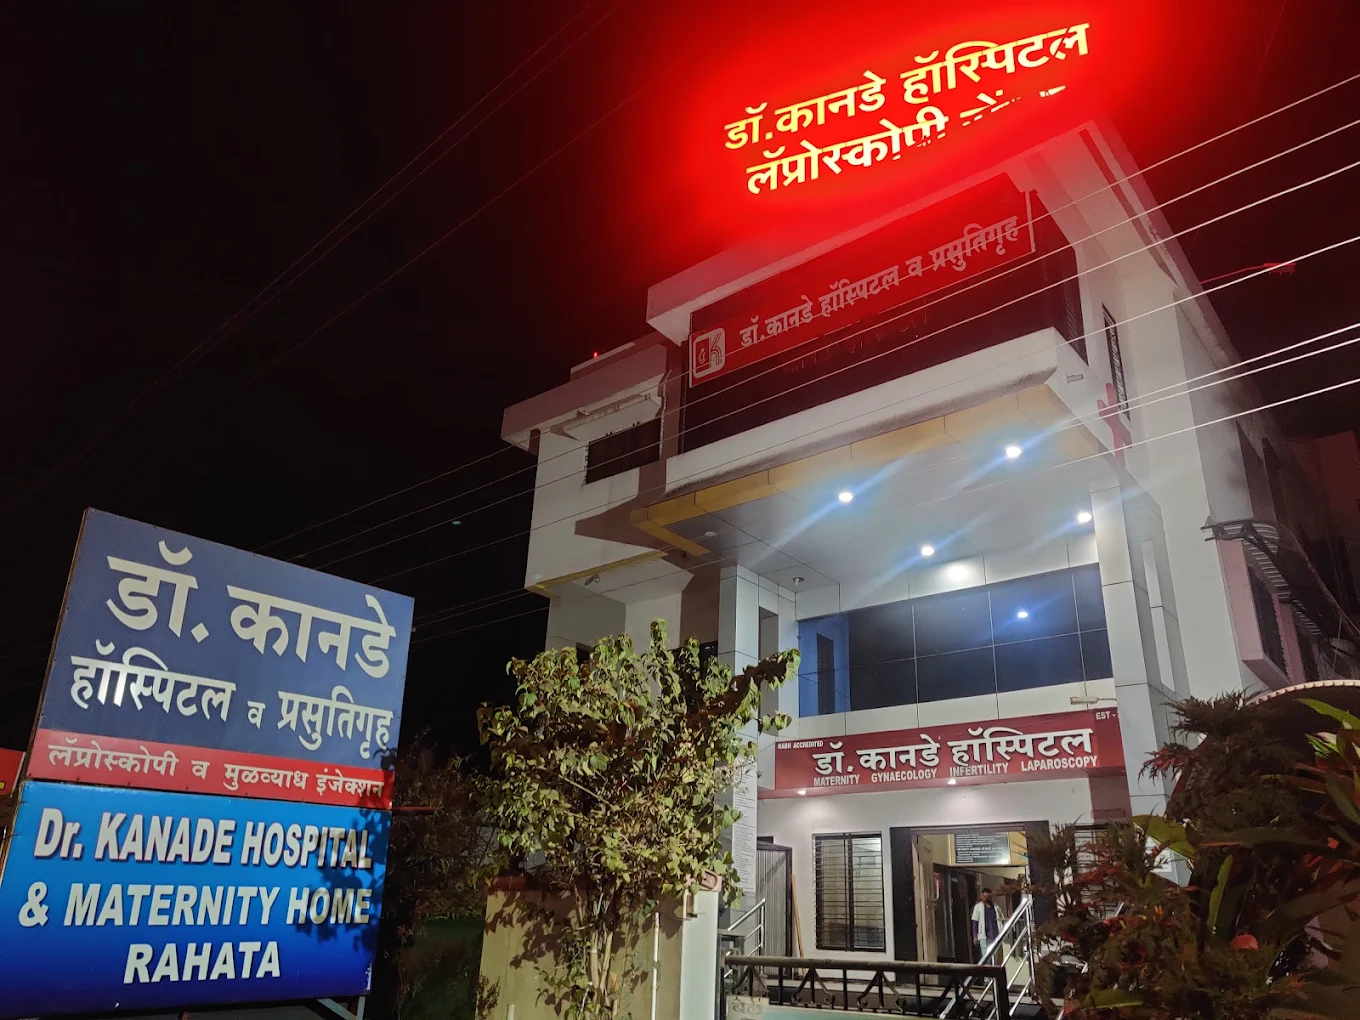 डॉ.कानडे हॉस्पिटल
लॅप्रोस्कोपी सेंटर
डॉ.कानडे हॉस्पिटल व प्रसुतिगृह
डॉ. कानडे
हॉस्पिटल व प्रसुतिगृह
लॅप्रोस्कोपी व मुळव्याध इंजेक्शन
Dr. KANADE HOSPITAL
& MATERNITY HOME
RAHATA
NABH ACCREDITED
EST -
डॉ. कानडे हॉस्पिटल
MATERNITY GYNAECOLOGY INFERTILITY LAPAROSCOPY